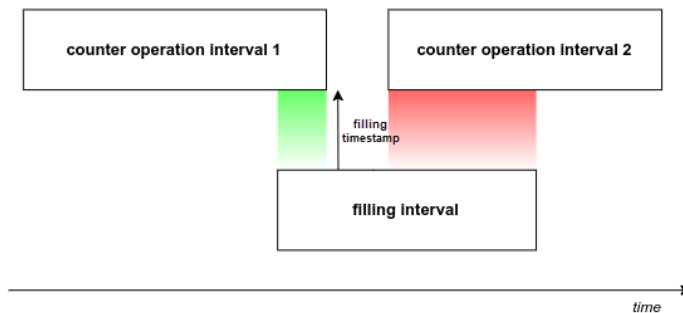 counter operation interval 1
counter operation interval 2
filling
timestamp
filling interval
time